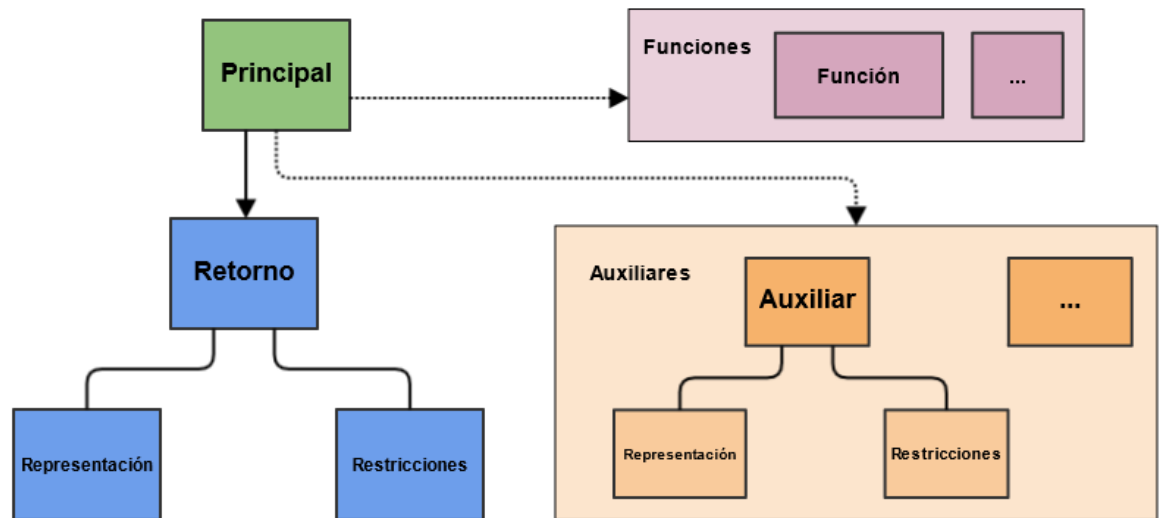 Principal
Funciones
Función
...
Retorno
Representación
Restricciones
Auxiliares
Auxiliar
...
Representación
Restricciones